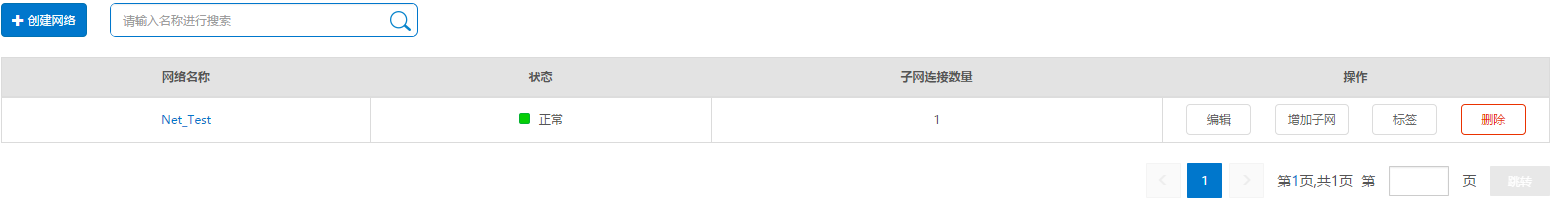 创建网络 请输入名称进行搜索
网络名称 状态 子网连接数量 操作
Net_Test 正常 1 编辑 增加子网 标签 删除
1 第1页,共1页 第 页 跳转